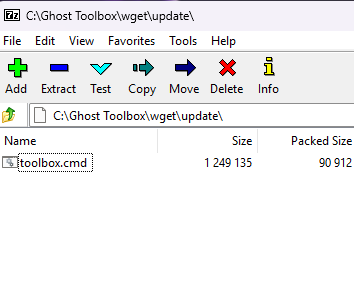 7z C:\Ghost Toolbox\wget\update\
File Edit View Favorites Tools Help
Add Extract Test Copy Move Delete Info
C:\Ghost Toolbox\wget\update\
Name Size Packed Size
toolbox.cmd 1 249 135 90 912